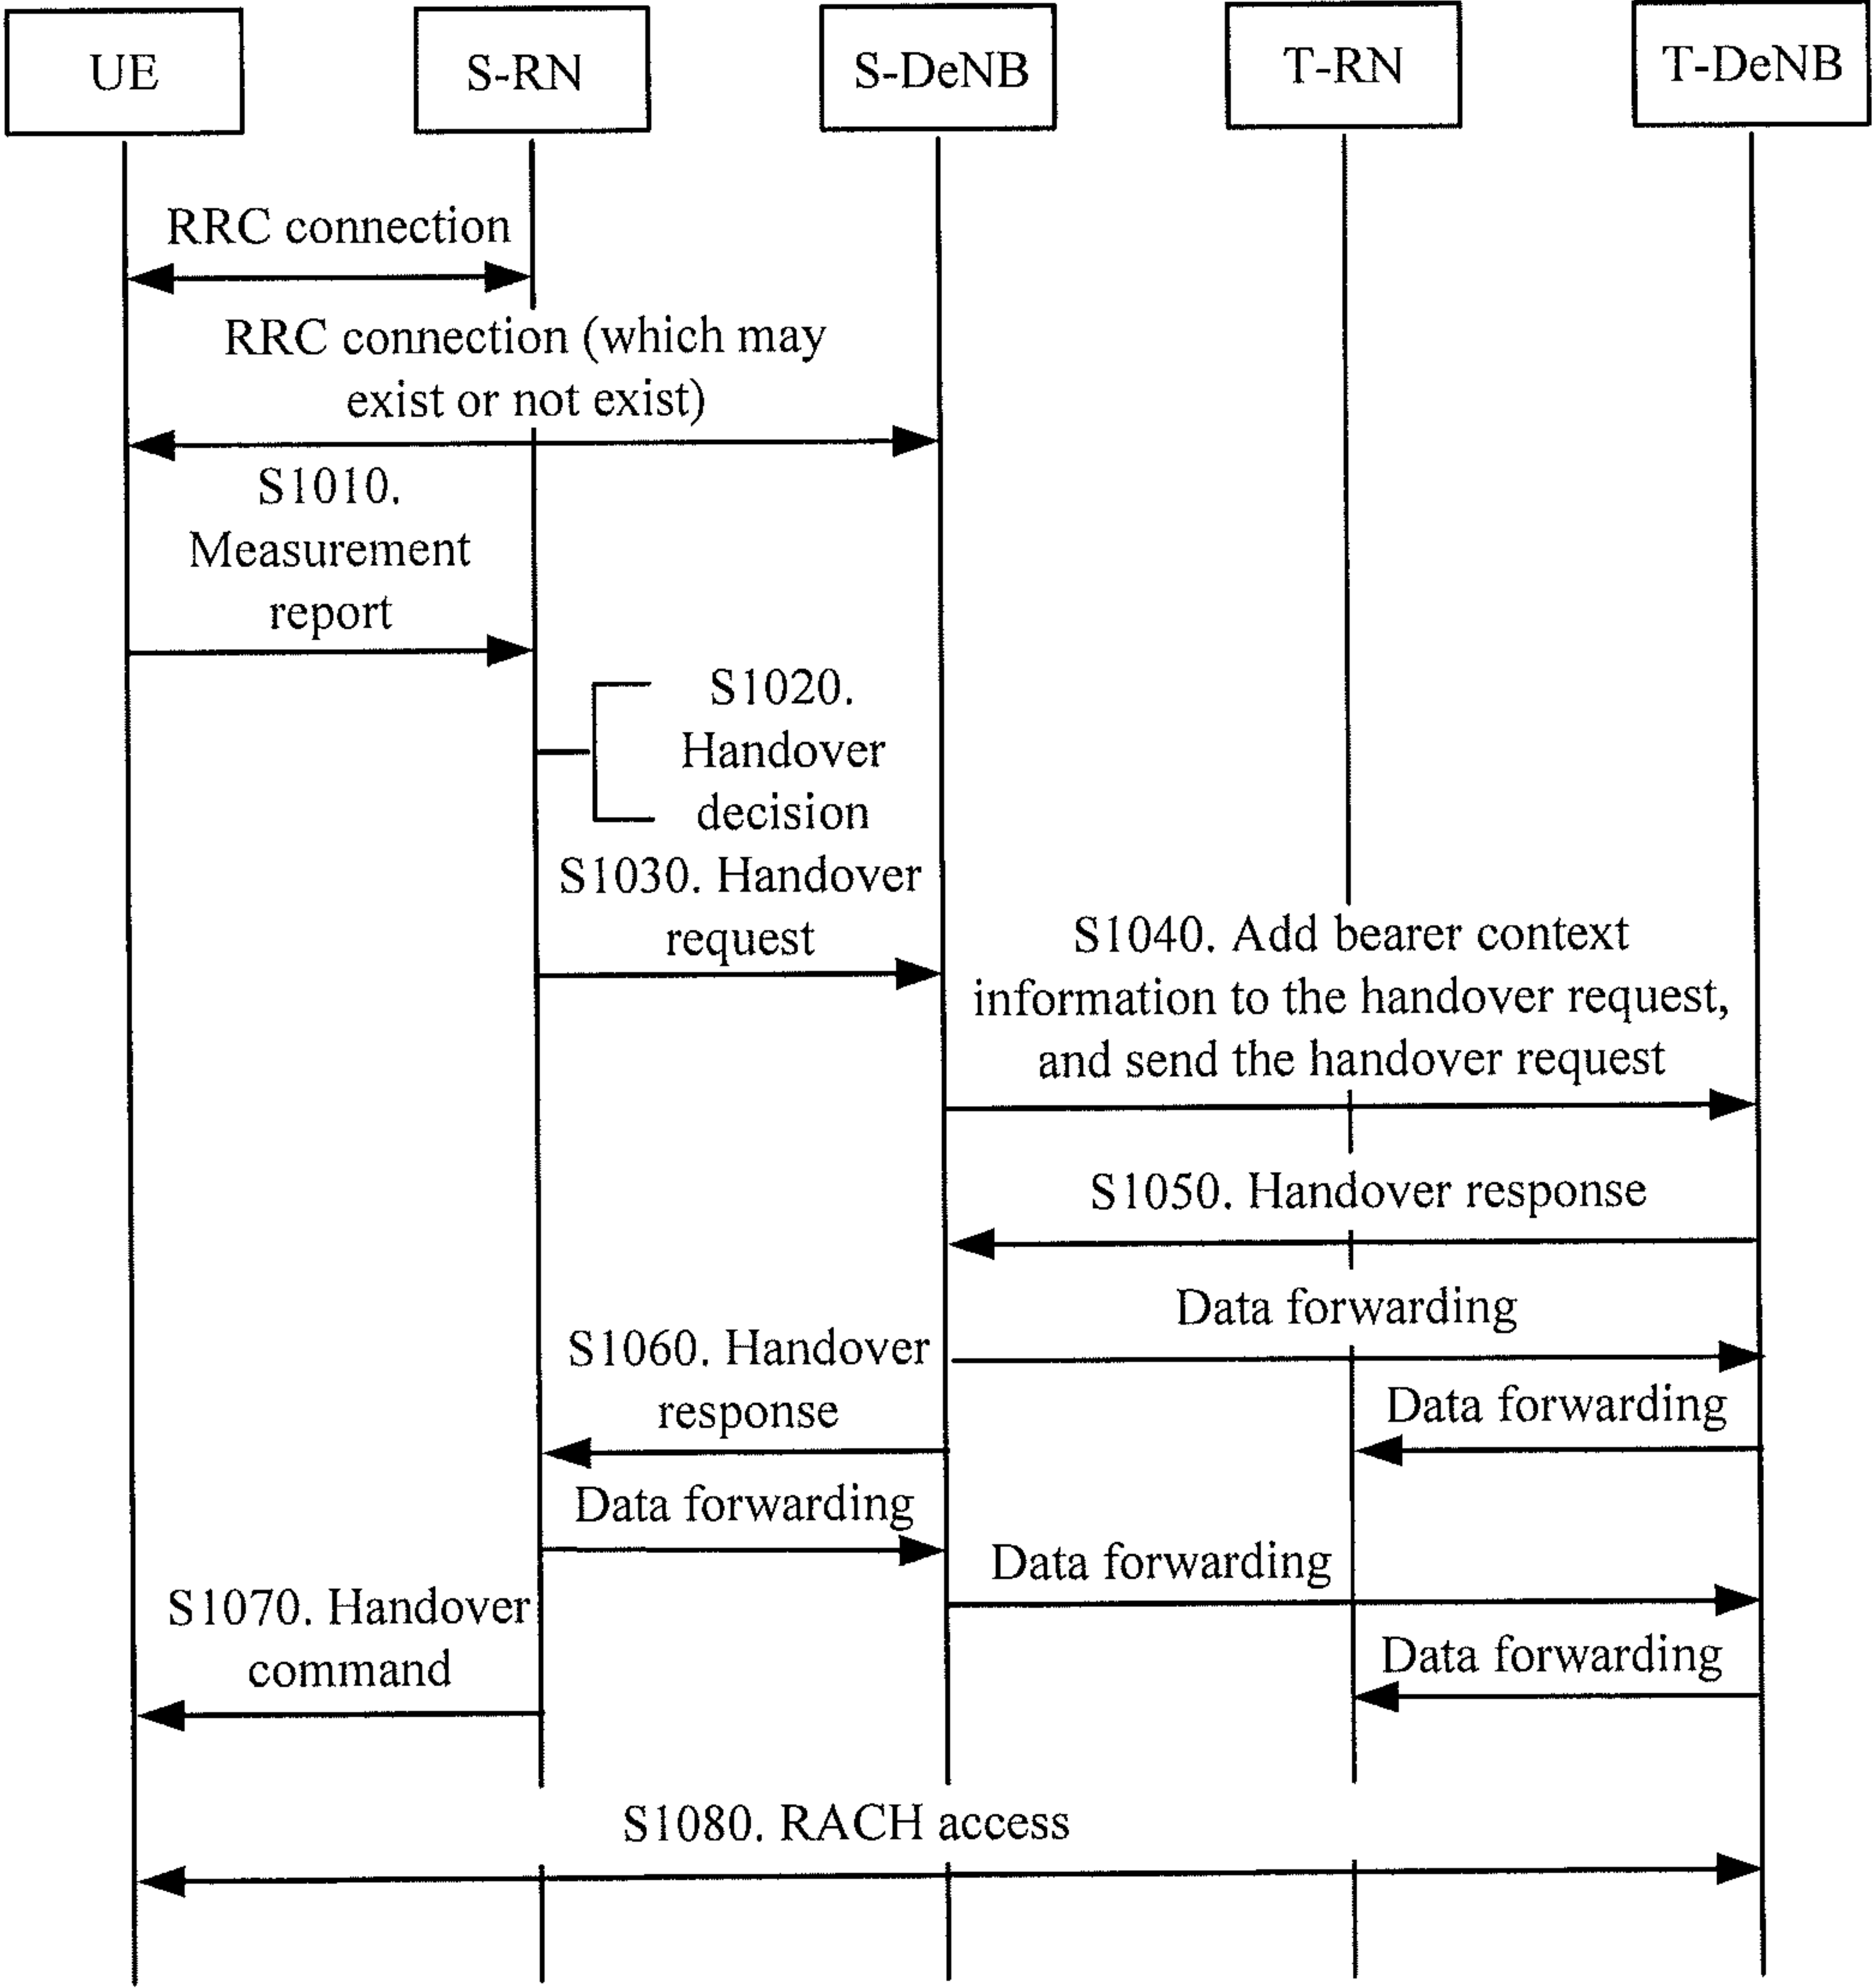 UE
S-RN
S-DeNB
T-RN
T-DeNB
RRC connection
RRC connection (which may
exist or not exist)
S1010.
Measurement
report
S1020.
Handover
decision
S1030. Handover
request
S1040. Add bearer context
information to the handover request,
and send the handover request
S1050. Handover response
Data forwarding
S1060. Handover
response
Data forwarding
Data forwarding
Data forwarding
S1070. Handover
command
Data forwarding
S1080. RACH access